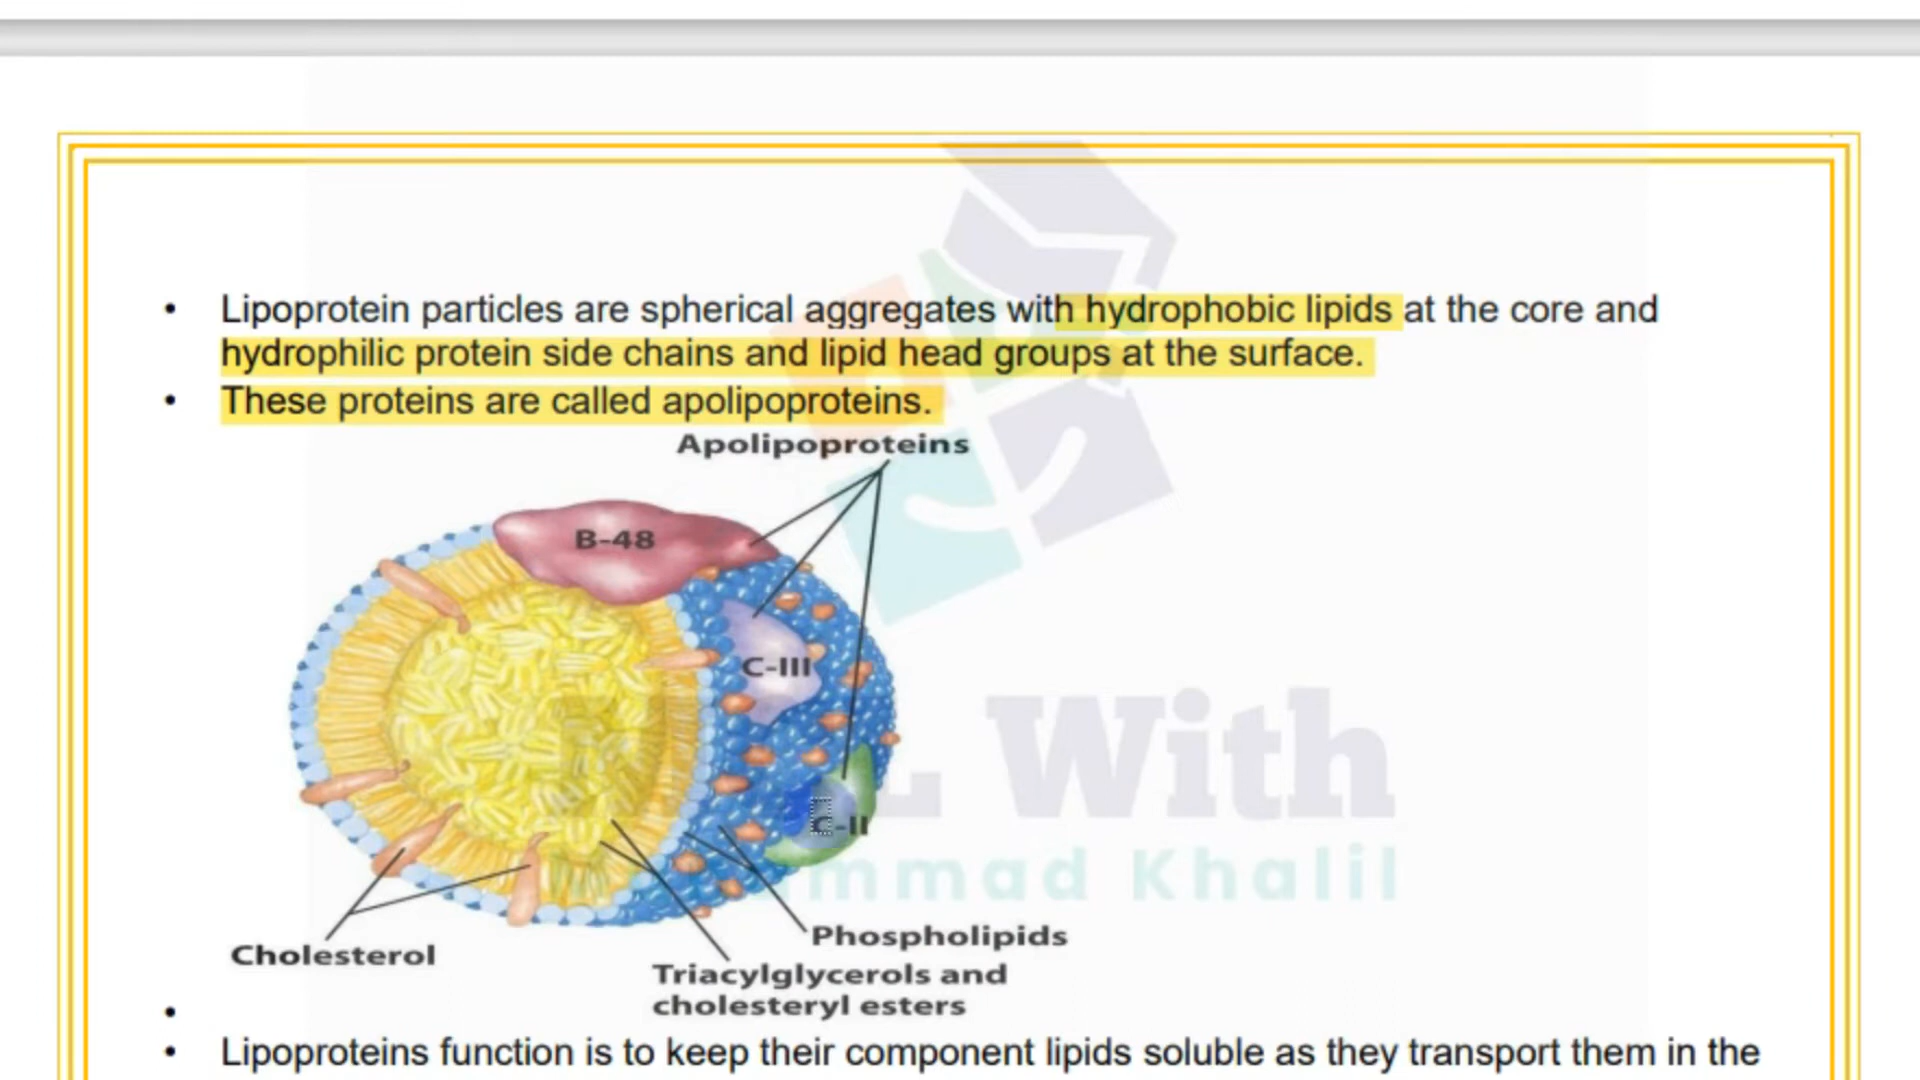 • Lipoprotein particles are spherical aggregates with hydrophobic lipids at the core and
hydrophilic protein side chains and lipid head groups at the surface.
• These proteins are called apolipoproteins.
Apolipoproteins
B-48
C-III
C-II
Cholesterol
Phospholipids
Triacylglycerols and
cholesteryl esters
•
• Lipoproteins function is to keep their component lipids soluble as they transport them in the
With
Khalil